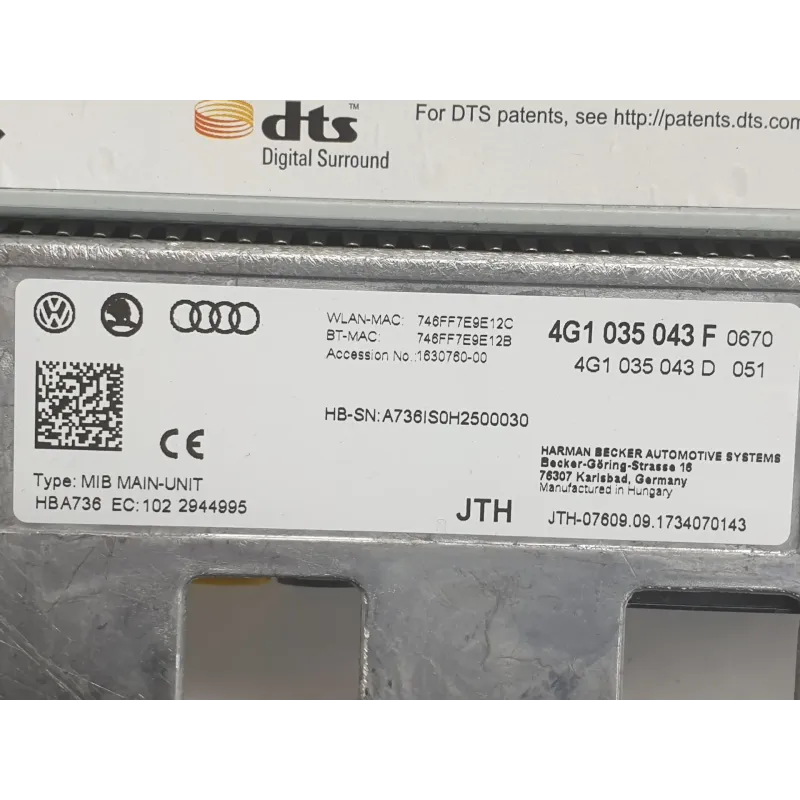 dts™
Digital Surround
For DTS patents, see http://patents.dts.com
WLAN-MAC: 746FF7E9E12C
BT-MAC: 746FF7E9E12B
Accession No.:1630760-00
4G1 035 043 F 0670
4G1 035 043 D 051
HB-SN:A736IS0H2500030
CE
Type: MIB MAIN-UNIT
HBA736 EC:102 2944995
HARMAN BECKER AUTOMOTIVE SYSTEMS
Becker-Göring-Strasse 16
76307 Karlsbad, Germany
Manufactured in Hungary
JTH
JTH-07609.09.1734070143